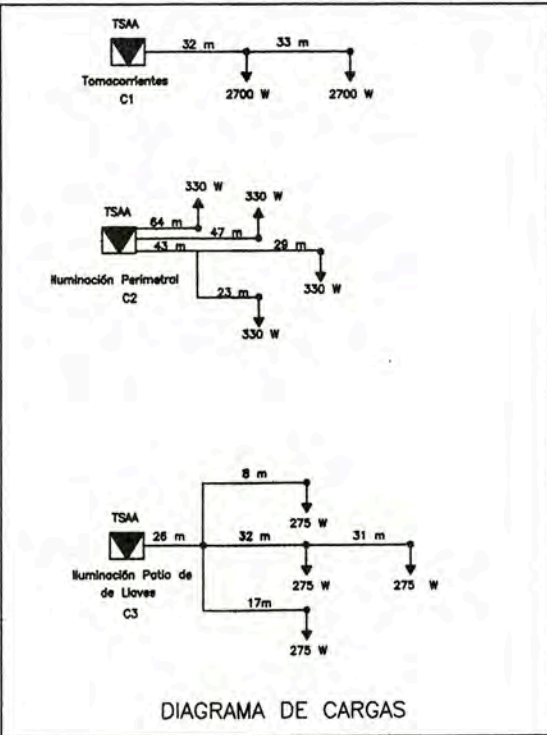 TSAA
32 m 33 m
Tomacorrientes
C1
2700 W 2700 W
330 W 330 W
TSAA
64 m
47 m
43 m 29 m
Iluminación Perimetral
C2
330 W
23 m
330 W
8 m
275 W
TSAA
26 m 32 m 31 m
Iluminación Patio de
de Llaves
C3
275 W 275 W
17m
275 W
DIAGRAMA DE CARGAS